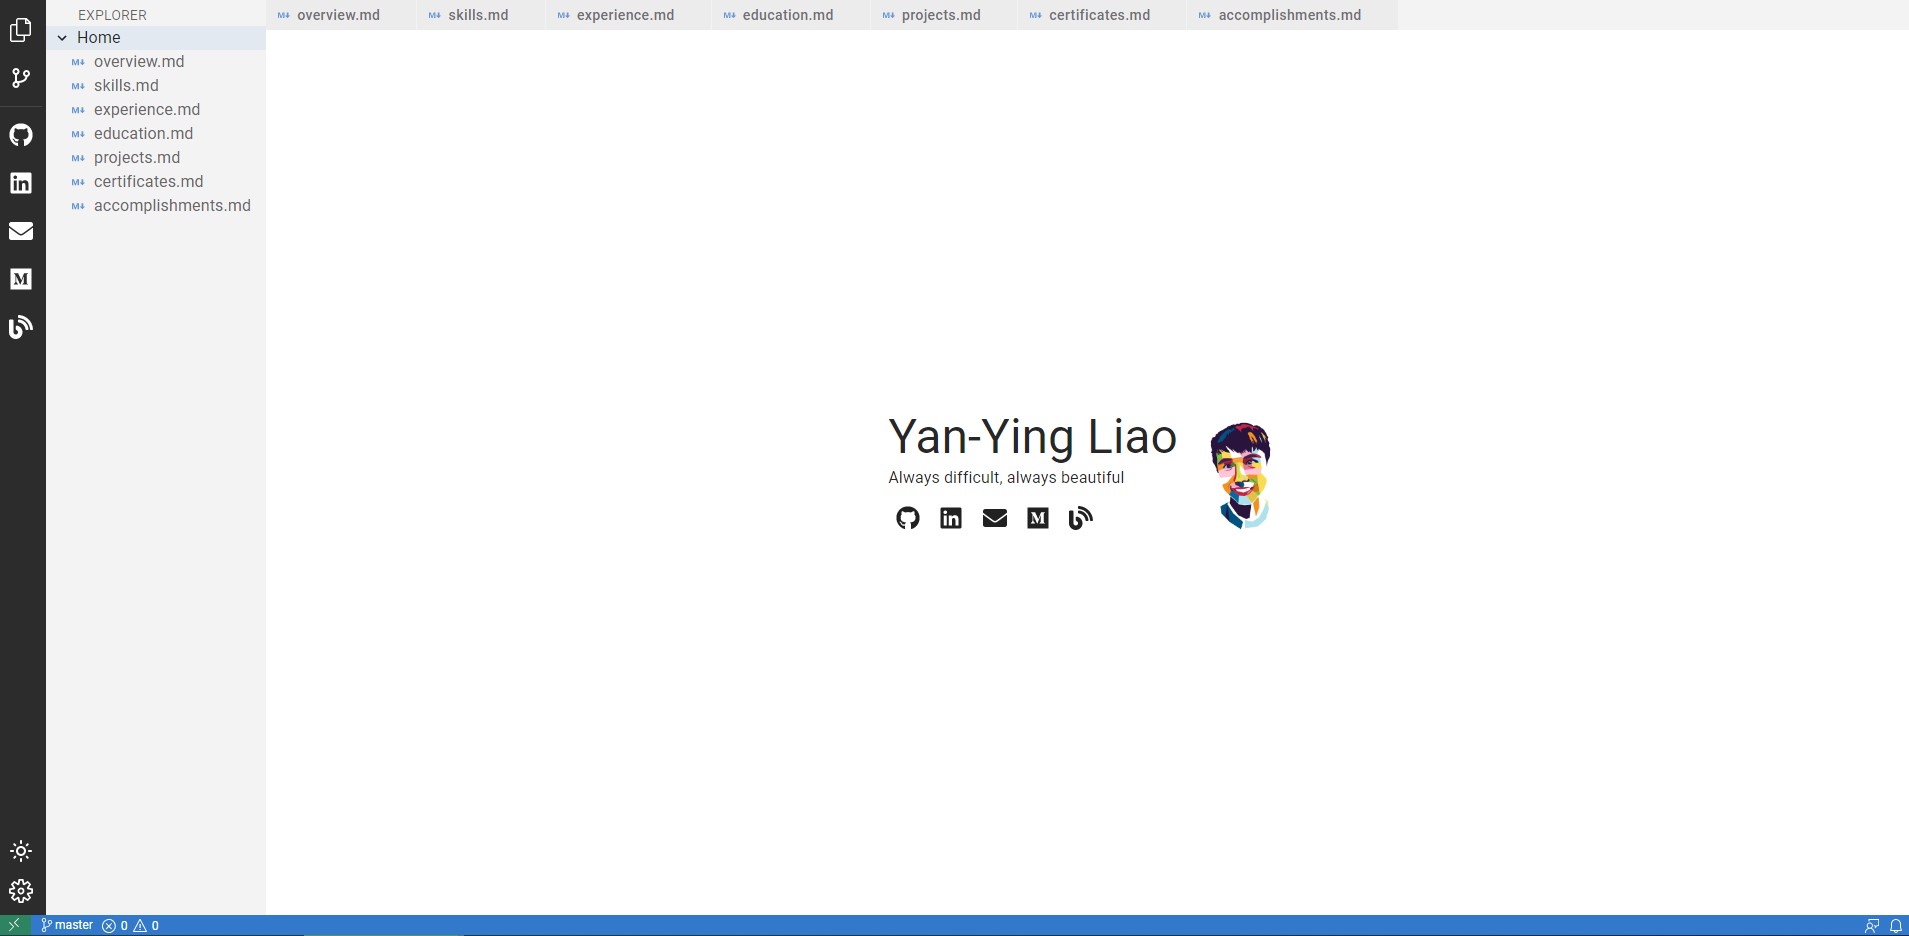 EXPLORER
Home
overview.md
skills.md
experience.md
education.md
projects.md
certificates.md
accomplishments.md
overview.md skills.md experience.md education.md projects.md certificates.md accomplishments.md
Yan-Ying Liao
Always difficult, always beautiful
master 0 0